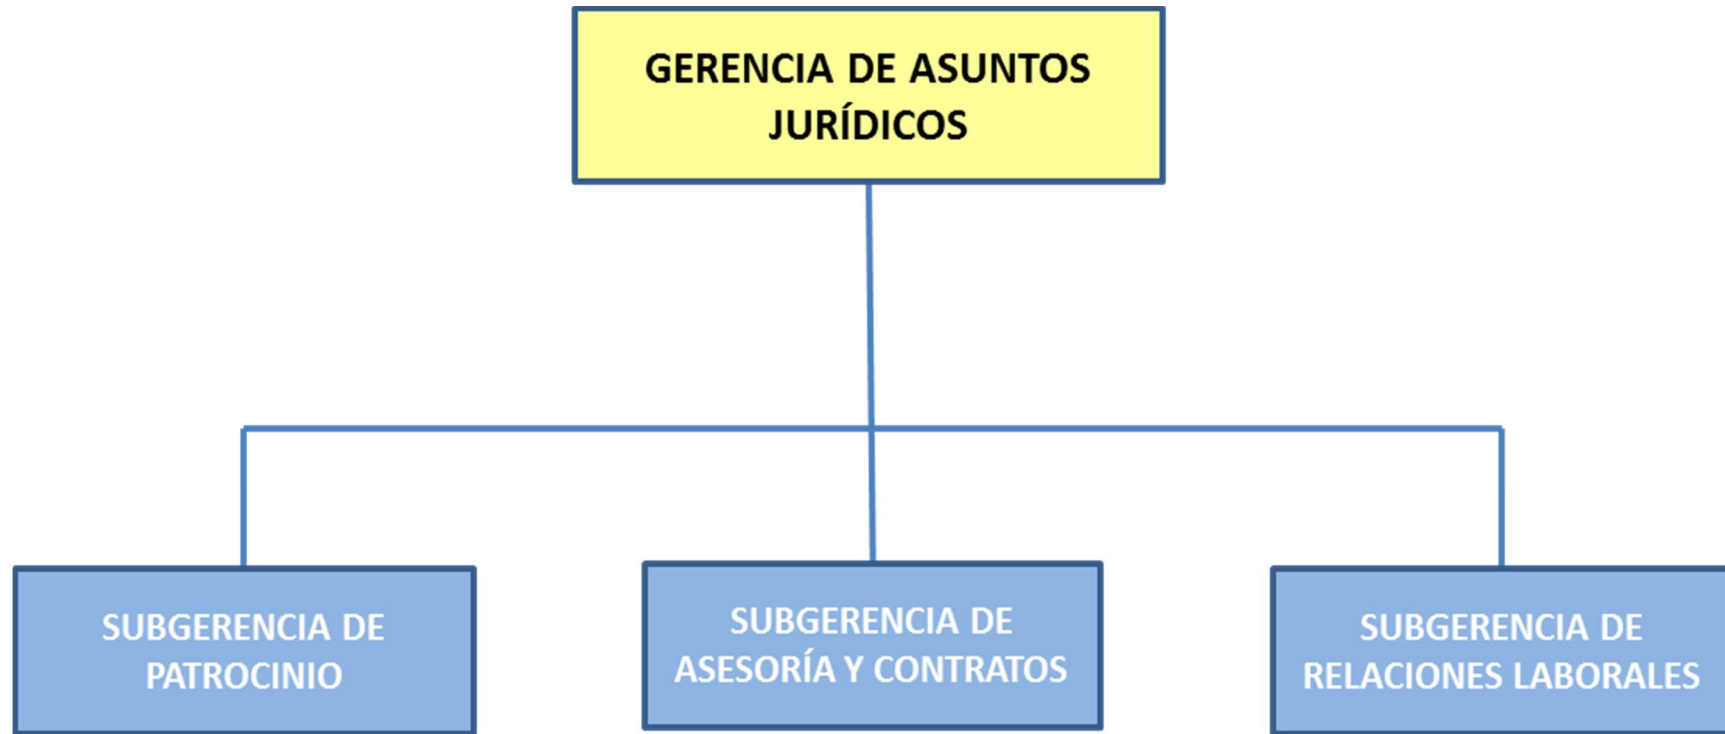 GERENCIA DE ASUNTOS
JURÍDICOS
SUBGERENCIA DE
PATROCINIO
SUBGERENCIA DE
ASESORÍA Y CONTRATOS
SUBGERENCIA DE
RELACIONES LABORALES